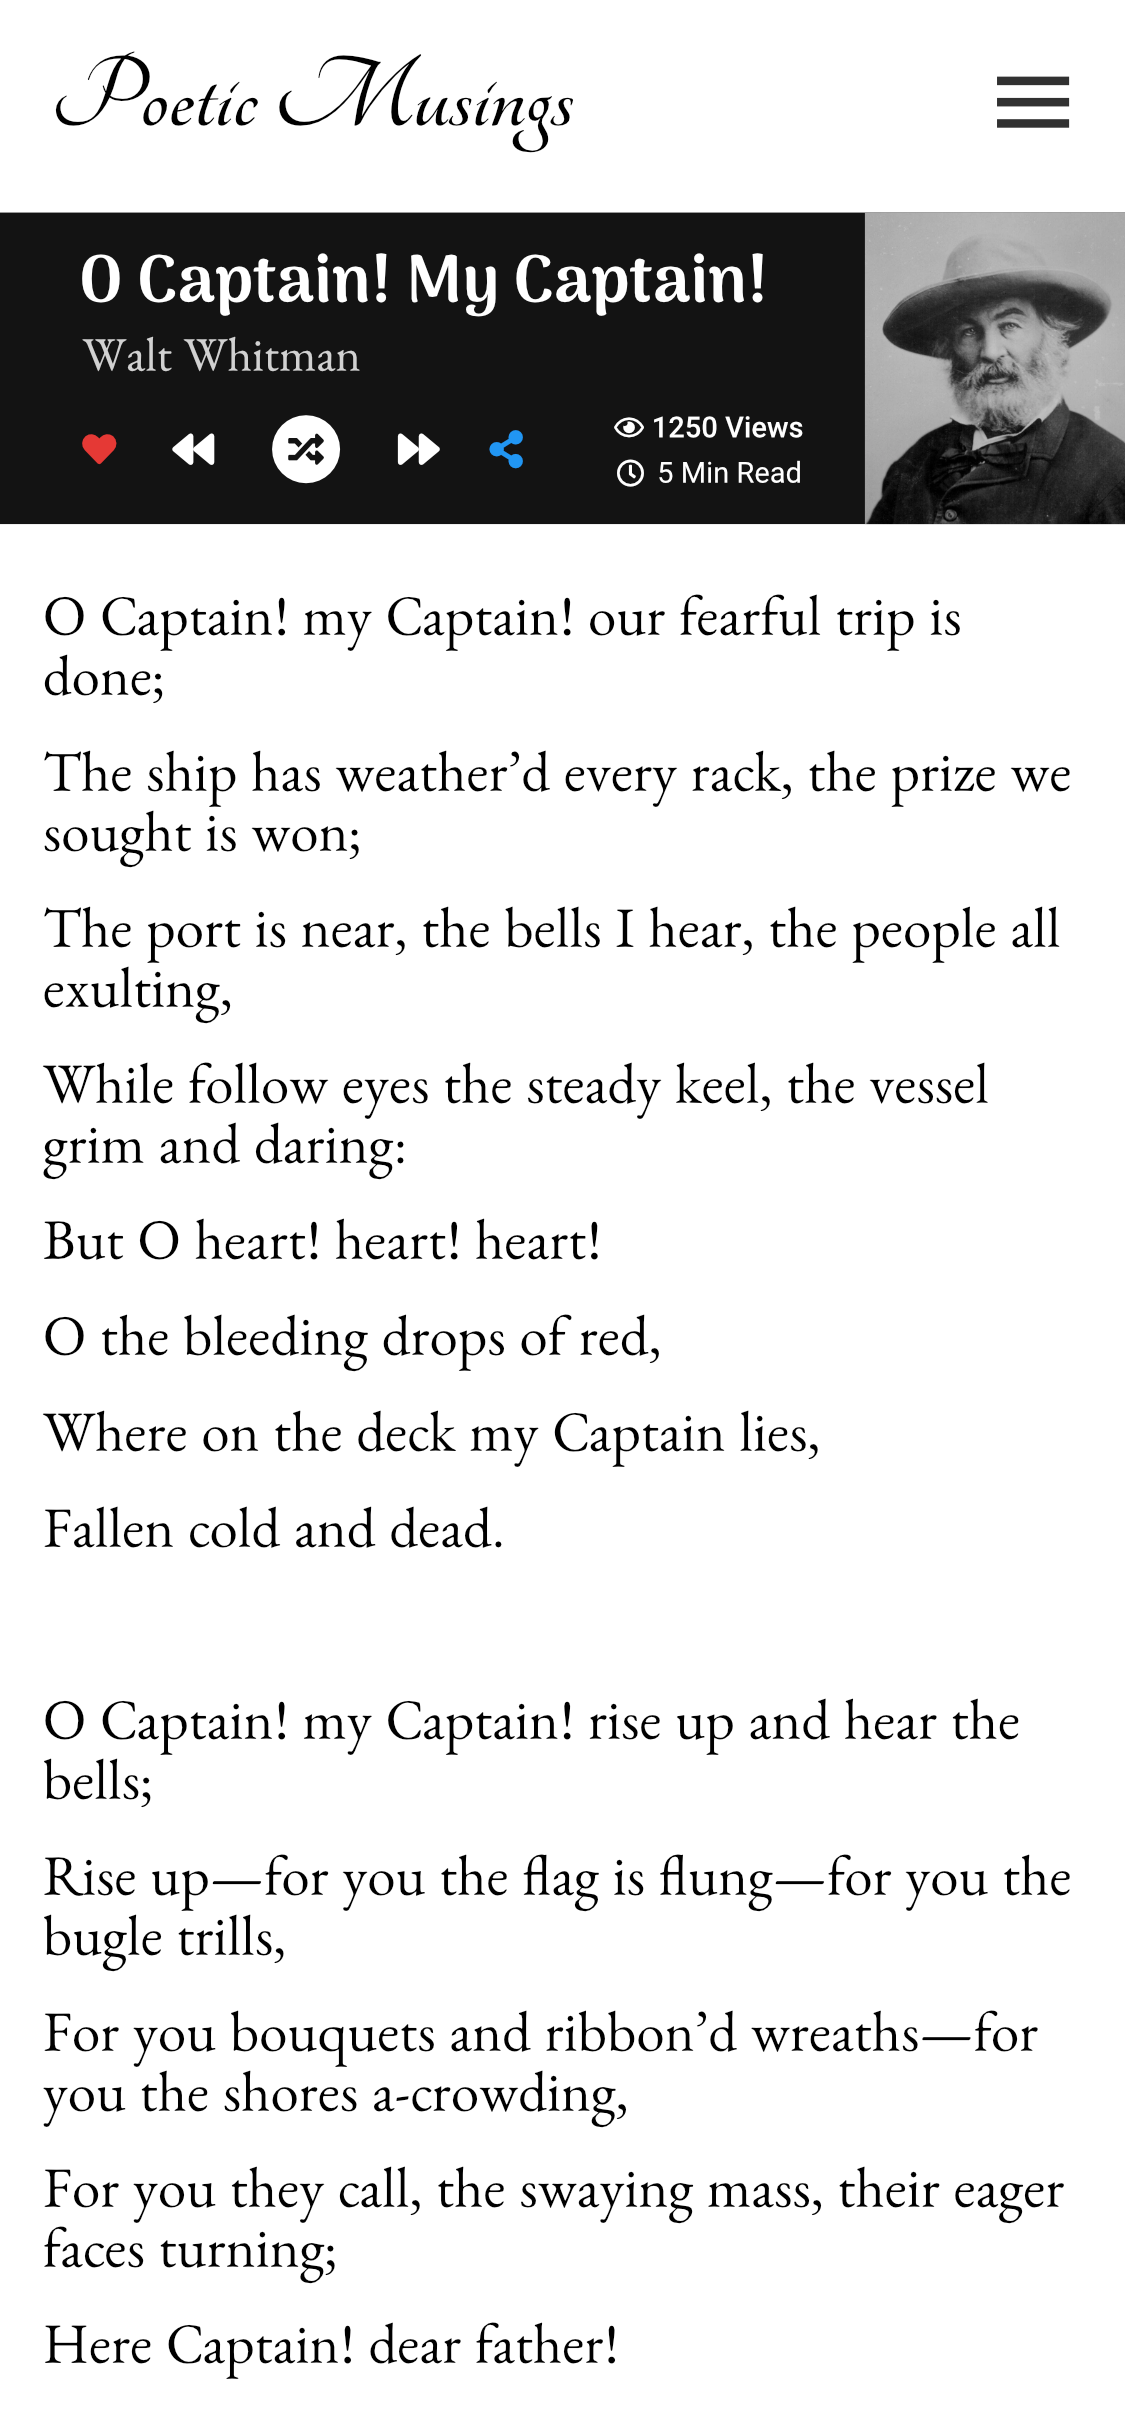 Poetic Musings
O Captain! My Captain!
Walt Whitman
1250 Views
5 Min Read
O Captain! my Captain! our fearful trip is
done;
The ship has weather’d every rack, the prize we
sought is won;
The port is near, the bells I hear, the people all
exulting,
While follow eyes the steady keel, the vessel
grim and daring:
But O heart! heart! heart!
O the bleeding drops of red,
Where on the deck my Captain lies,
Fallen cold and dead.
O Captain! my Captain! rise up and hear the
bells;
Rise up—for you the flag is flung—for you the
bugle trills,
For you bouquets and ribbon’d wreaths—for
you the shores a-crowding,
For you they call, the swaying mass, their eager
faces turning;
Here Captain! dear father!